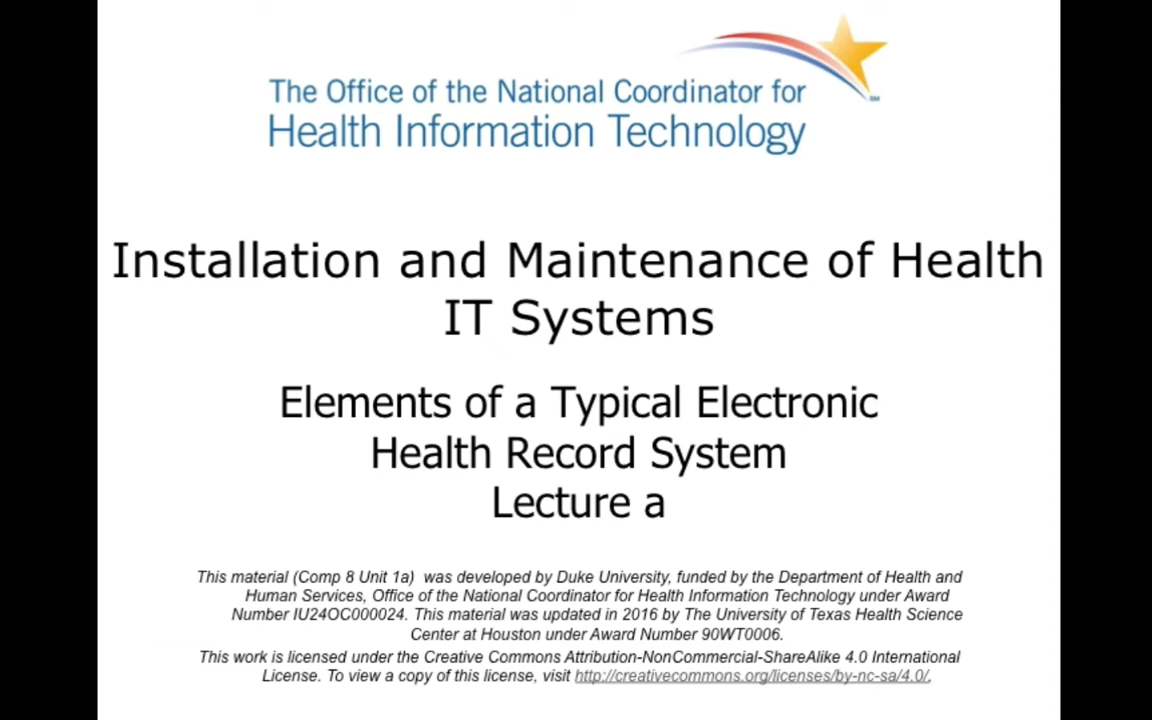 The Office of the National Coordinator for
Health Information Technology
SM
Installation and Maintenance of Health
IT Systems
Elements of a Typical Electronic
Health Record System
Lecture a
This material (Comp 8 Unit 1a) was developed by Duke University, funded by the Department of Health and
Human Services, Office of the National Coordinator for Health Information Technology under Award
Number IU24OC000024. This material was updated in 2016 by The University of Texas Health Science
Center at Houston under Award Number 90WT0006.
This work is licensed under the Creative Commons Attribution-NonCommercial-ShareAlike 4.0 International
License. To view a copy of this license, visit http://creativecommons.org/licenses/by-nc-sa/4.0/.